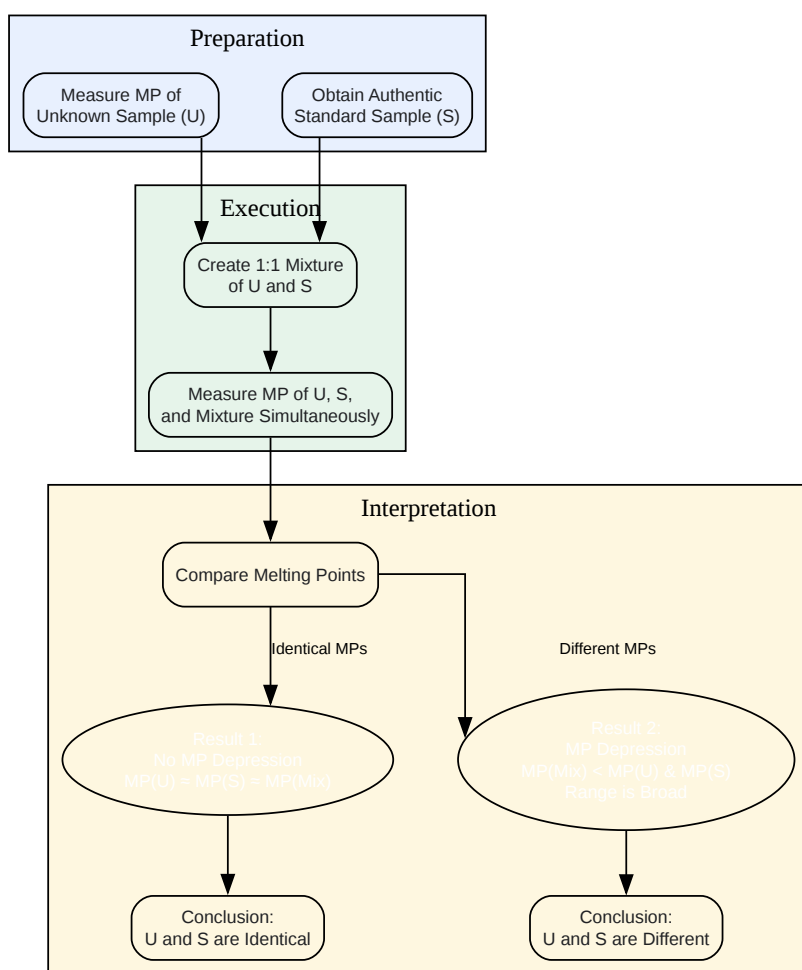 Preparation
Measure MP of
Unknown Sample (U)
Obtain Authentic
Standard Sample (S)
Execution
Create 1:1 Mixture
of U and S
Measure MP of U, S,
and Mixture Simultaneously
Interpretation
Compare Melting Points
Identical MPs
Different MPs
Result 1:
No MP Depression
MP(U) = MP(S) = MP(Mix)
Result 2:
MP Depression
MP(Mix) < MP(U) & MP(S)
Range is Broad
Conclusion:
U and S are Identical
Conclusion:
U and S are Different